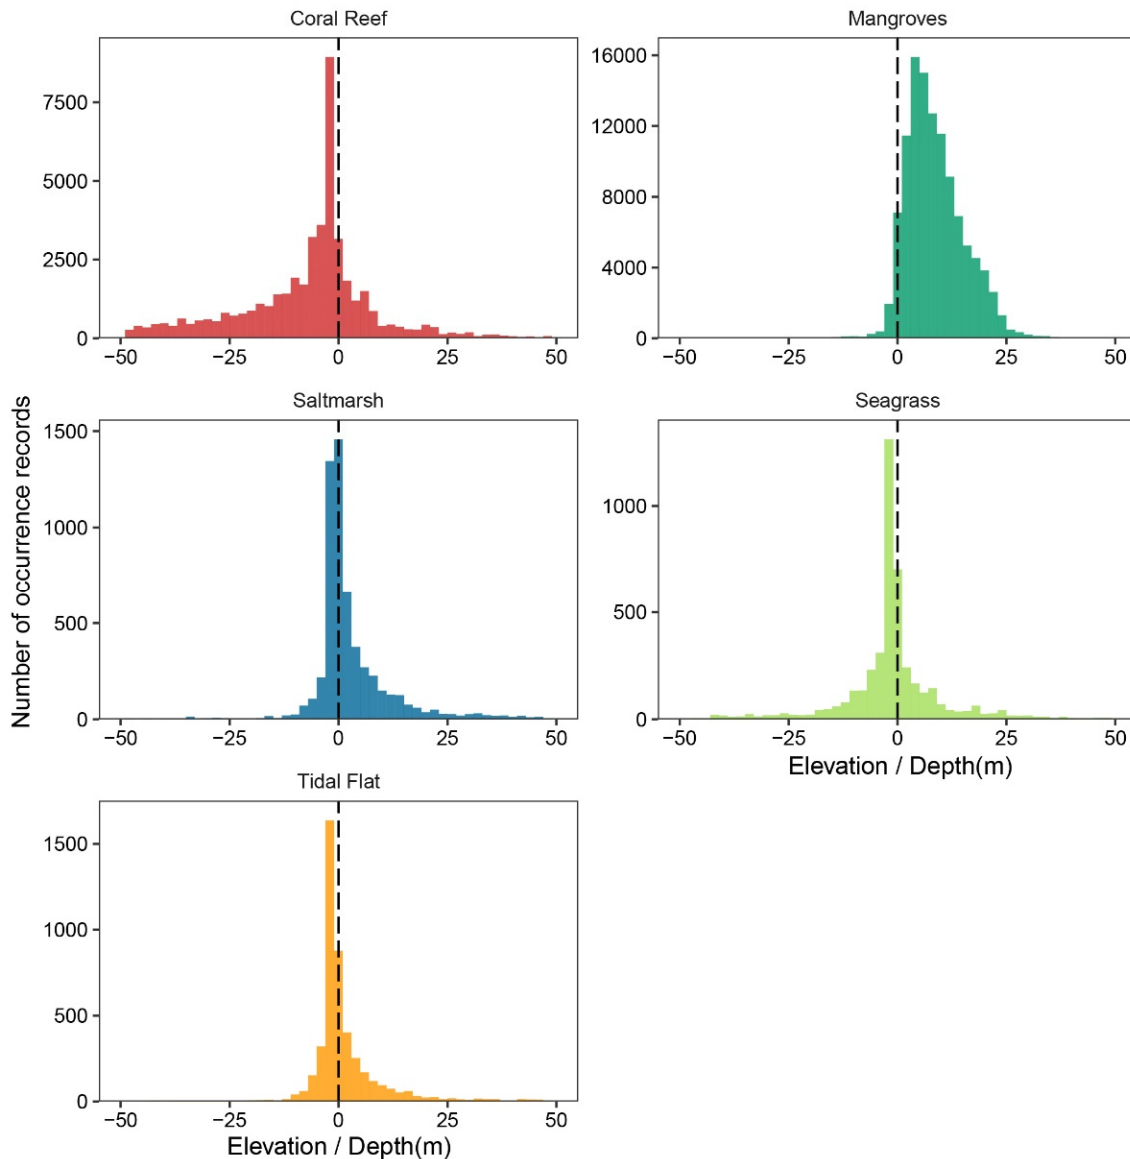 Coral Reef
Mangroves
7500
5000
2500
0
−50 −25 0 25 50
16000
12000
8000
4000
0
−50 −25 0 25 50
Number of occurrence records
Saltmarsh
Seagrass
1500
1000
500
0
−50 −25 0 25 50
1000
500
0
−50 −25 0 25 50
Elevation / Depth(m)
Tidal Flat
1500
1000
500
0
−50 −25 0 25 50
Elevation / Depth(m)